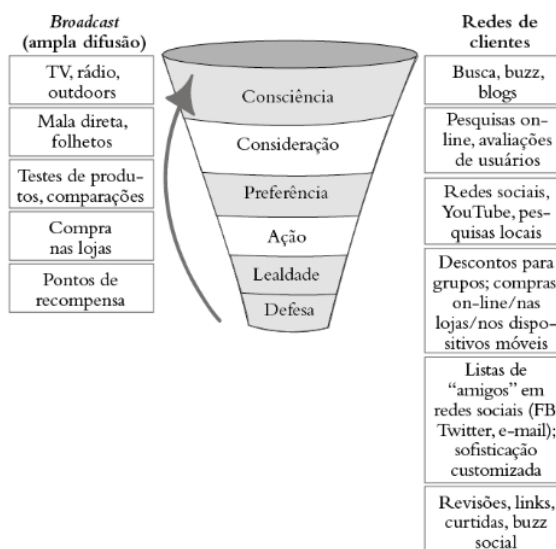 Broadcast
(ampla difusão)
TV, rádio,
outdoors
Mala direta,
folhetos
Testes de produ-
tos, comparações
Compra
nas lojas
Pontos de
recompensa
Consciência
Consideração
Preferência
Ação
Lealdade
Defesa
Redes de
clientes
Busca, buzz,
blogs
Pesquisas on-
line, avaliações
de usuários
Redes sociais,
YouTube, pes-
quisas locais
Descontos para
grupos; compras
on-line/nas
lojas/nos dispo-
sitivos móveis
Listas de
“amigos” em
redes sociais (FB
Twitter, e-mail);
sofisticação
customizada
Revisões, links,
curtidas, buzz
social